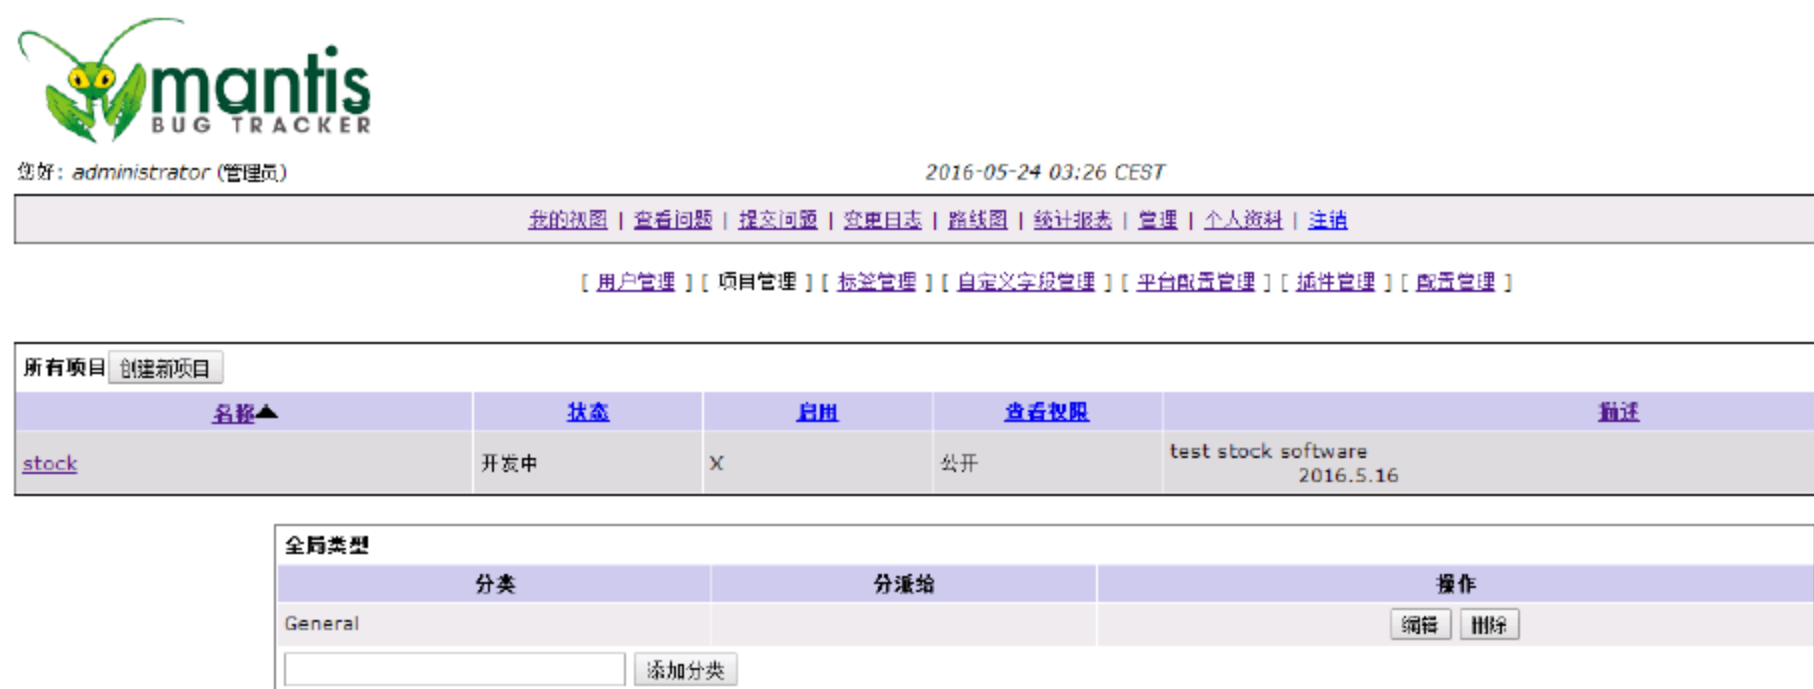 mantis
BUG TRACKER
您好: administrator (管理员)
2016-05-24 03:26 CEST
我的视图 | 查看问题 | 提交问题 | 变更日志 | 路线图 | 统计报表 | 管理 | 个人资料 | 注销
[ 用户管理 ] [ 项目管理 ] [ 标签管理 ] [ 自定义字段管理 ] [ 平台配置管理 ] [ 插件管理 ] [ 配置管理 ]
所有项目 创建新项目
名称 状态 启用 查看权限 描述
stock 开发中 X 公开 test stock software
2016.5.16
全局类型
分类 分派给 操作
General 编辑 删除
添加分类